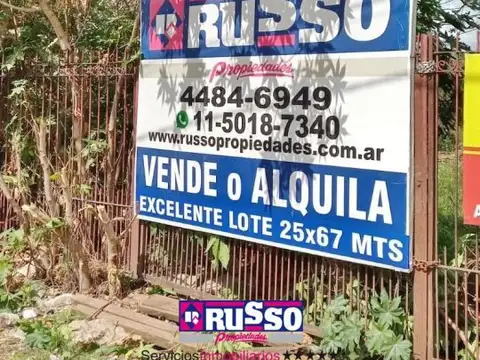 RUSSO
Propiedades
4484-6949
11-5018-7340
www.russopropiedades.com.ar
VENDE o ALQUILA
EXCELENTE LOTE 25x67 MTS
RUSSO
Propiedades
Servicios Inmobiliarios ★★★★★